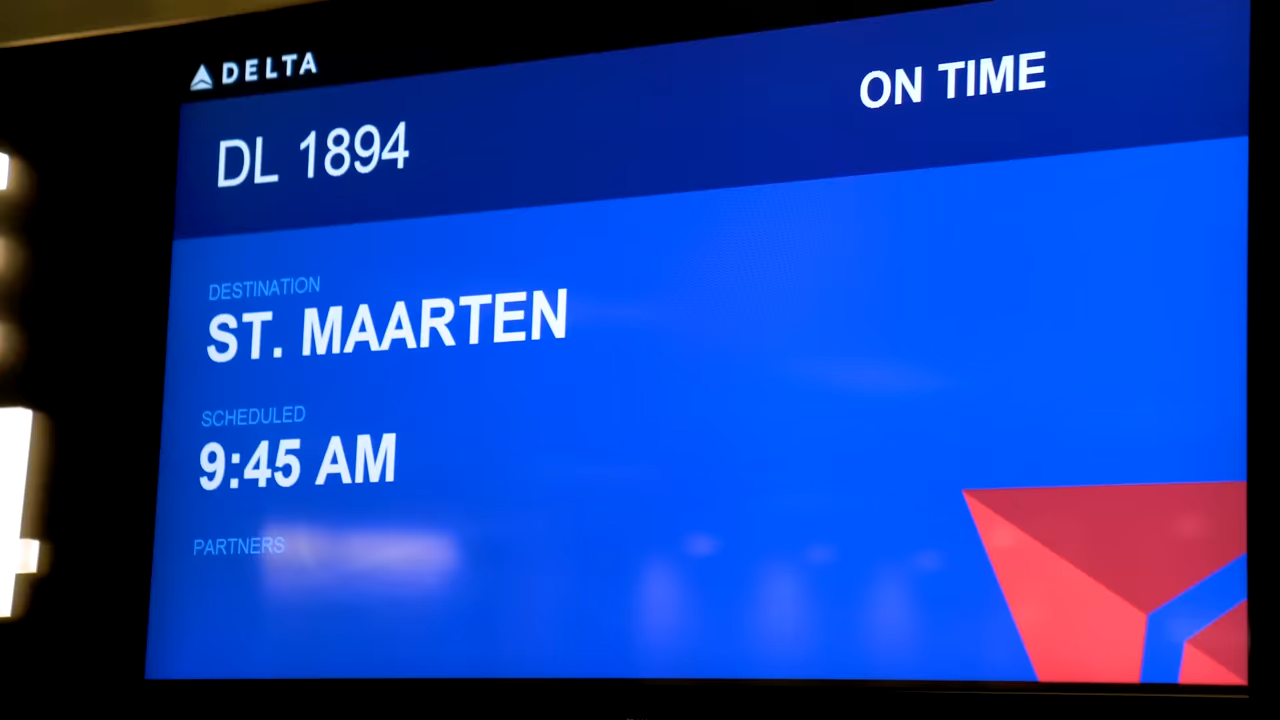 DELTA
DL 1894
ON TIME
DESTINATION
ST. MAARTEN
SCHEDULED
9:45 AM
PARTNERS